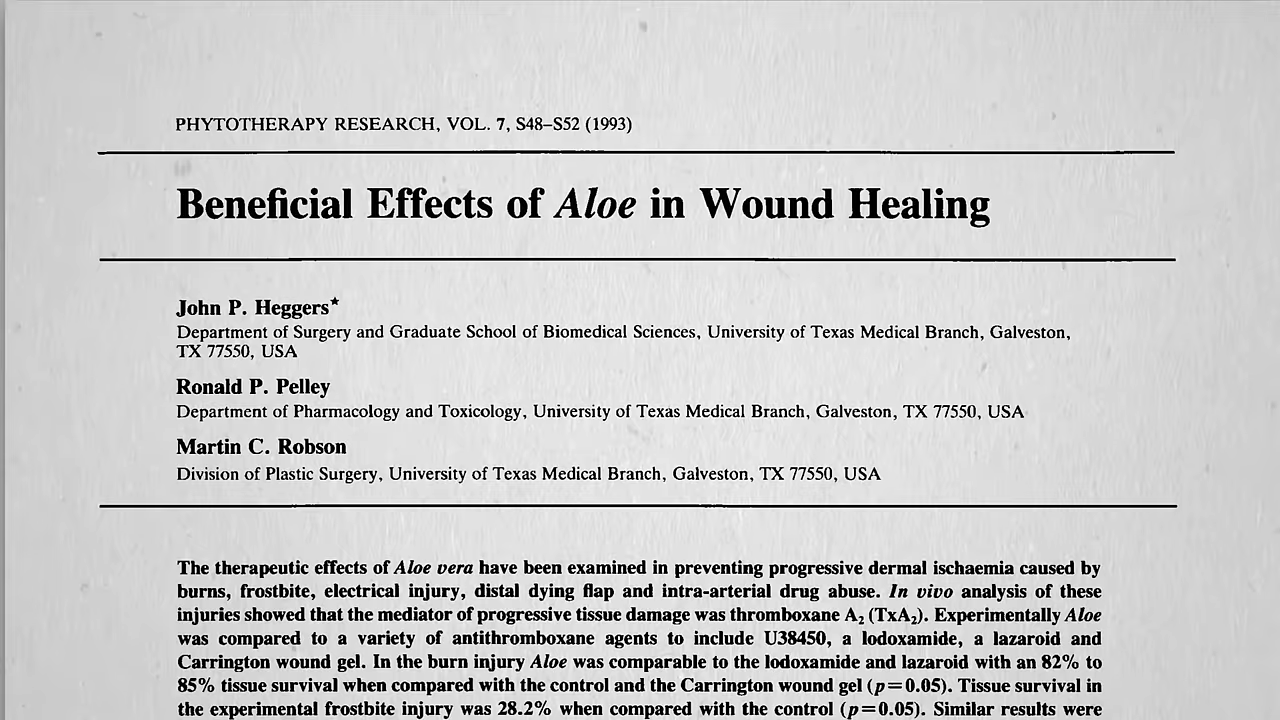 PHYTOTHERAPY RESEARCH, VOL. 7, S48–S52 (1993)
Beneficial Effects of Aloe in Wound Healing
John P. Heggers★
Department of Surgery and Graduate School of Biomedical Sciences, University of Texas Medical Branch, Galveston,
TX 77550, USA
Ronald P. Pelley
Department of Pharmacology and Toxicology, University of Texas Medical Branch, Galveston, TX 77550, USA
Martin C. Robson
Division of Plastic Surgery, University of Texas Medical Branch, Galveston, TX 77550, USA
The therapeutic effects of Aloe vera have been examined in preventing progressive dermal ischaemia caused by
burns, frostbite, electrical injury, distal dying flap and intra-arterial drug abuse. In vivo analysis of these
injuries showed that the mediator of progressive tissue damage was thromboxane A₂ (TxA₂). Experimentally Aloe
was compared to a variety of antithromboxane agents to include U38450, a lodoxamide, a lazaroid and
Carrington wound gel. In the burn injury Aloe was comparable to the lodoxamide and lazaroid with an 82% to
85% tissue survival when compared with the control and the Carrington wound gel (p=0.05). Tissue survival in
the experimental frostbite injury was 28.2% when compared with the control (p=0.05). Similar results were